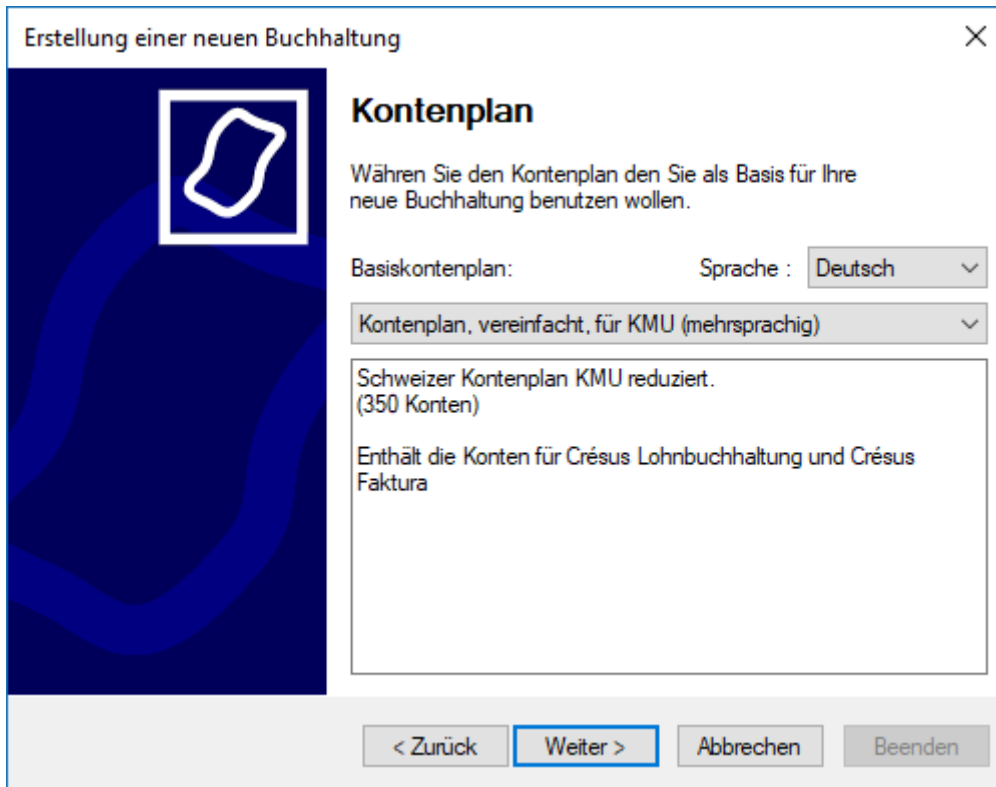 Erstellung einer neuen Buchhaltung
Kontenplan
Währen Sie den Kontenplan den Sie als Basis für Ihre
neue Buchhaltung benutzen wollen.
Basiskontenplan: Sprache : Deutsch
Kontenplan, vereinfacht, für KMU (mehrsprachig)
Schweizer Kontenplan KMU reduziert.
(350 Konten)
Enthält die Konten für Crésus Lohnbuchhaltung und Crésus
Faktura
< Zurück Weiter > Abbrechen Beenden